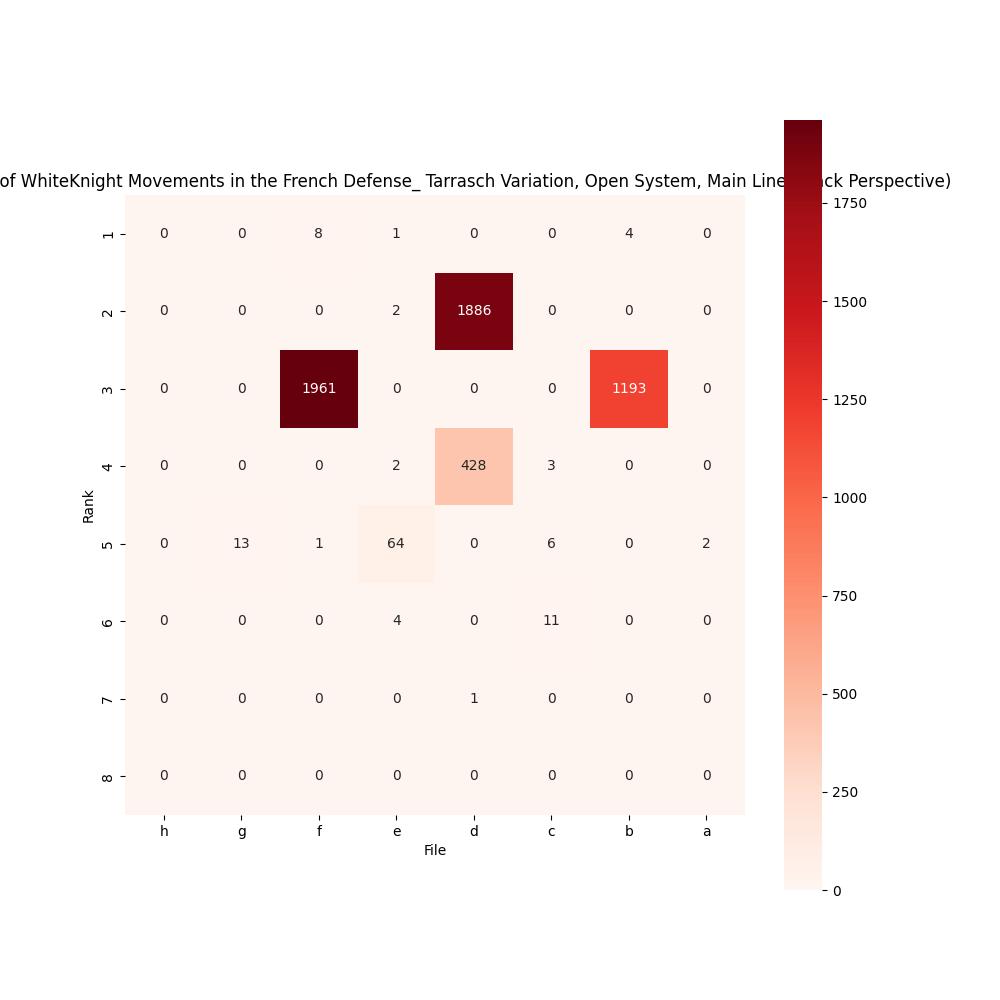 of WhiteKnight Movements in the French Defense_ Tarrasch Variation, Open System, Main Line ck Perspective)
1 0 0 8 1 0 0 4 0
2 0 0 0 2 1886 0 0 0
3 0 0 1961 0 0 0 1193 0
4 0 0 0 2 428 3 0 0
5 0 13 1 64 0 6 0 2
6 0 0 0 4 0 11 0 0
7 0 0 0 0 1 0 0 0
8 0 0 0 0 0 0 0 0
h g f e d c b a
File
Rank
1750
1500
1250
1000
750
500
250
0